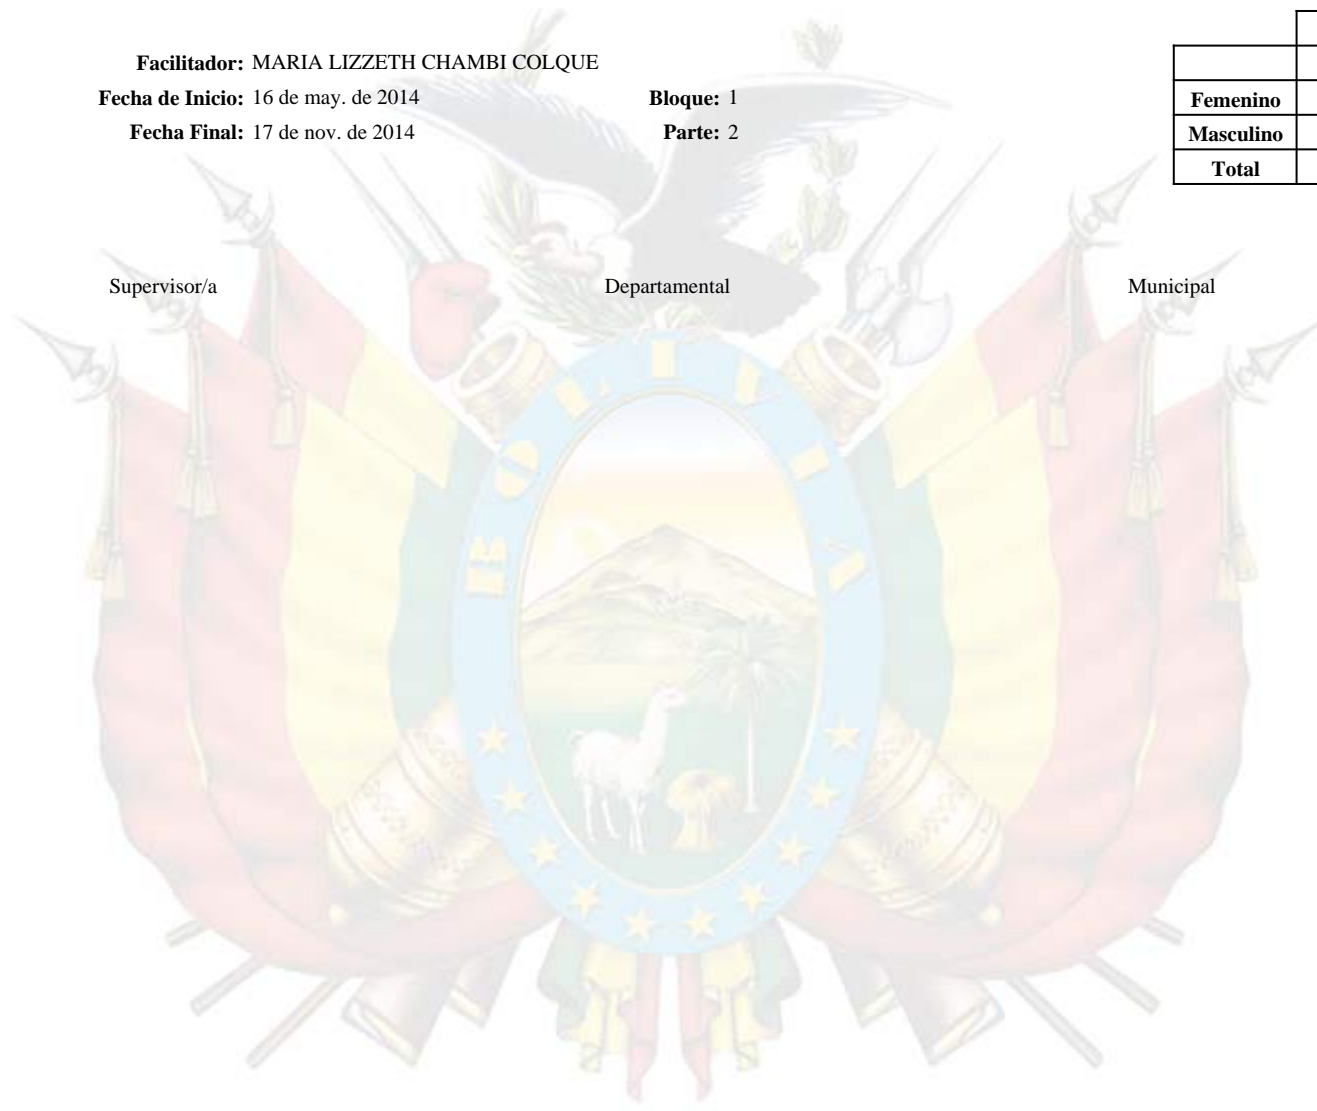 Facilitador: MARIA LIZZETH CHAMBI COLQUE
Fecha de Inicio: 16 de may. de 2014 Bloque: 1
Fecha Final: 17 de nov. de 2014 Parte: 2
Femenino
Masculino
Total
Supervisor/a Departamental Municipal
BOLIVIA